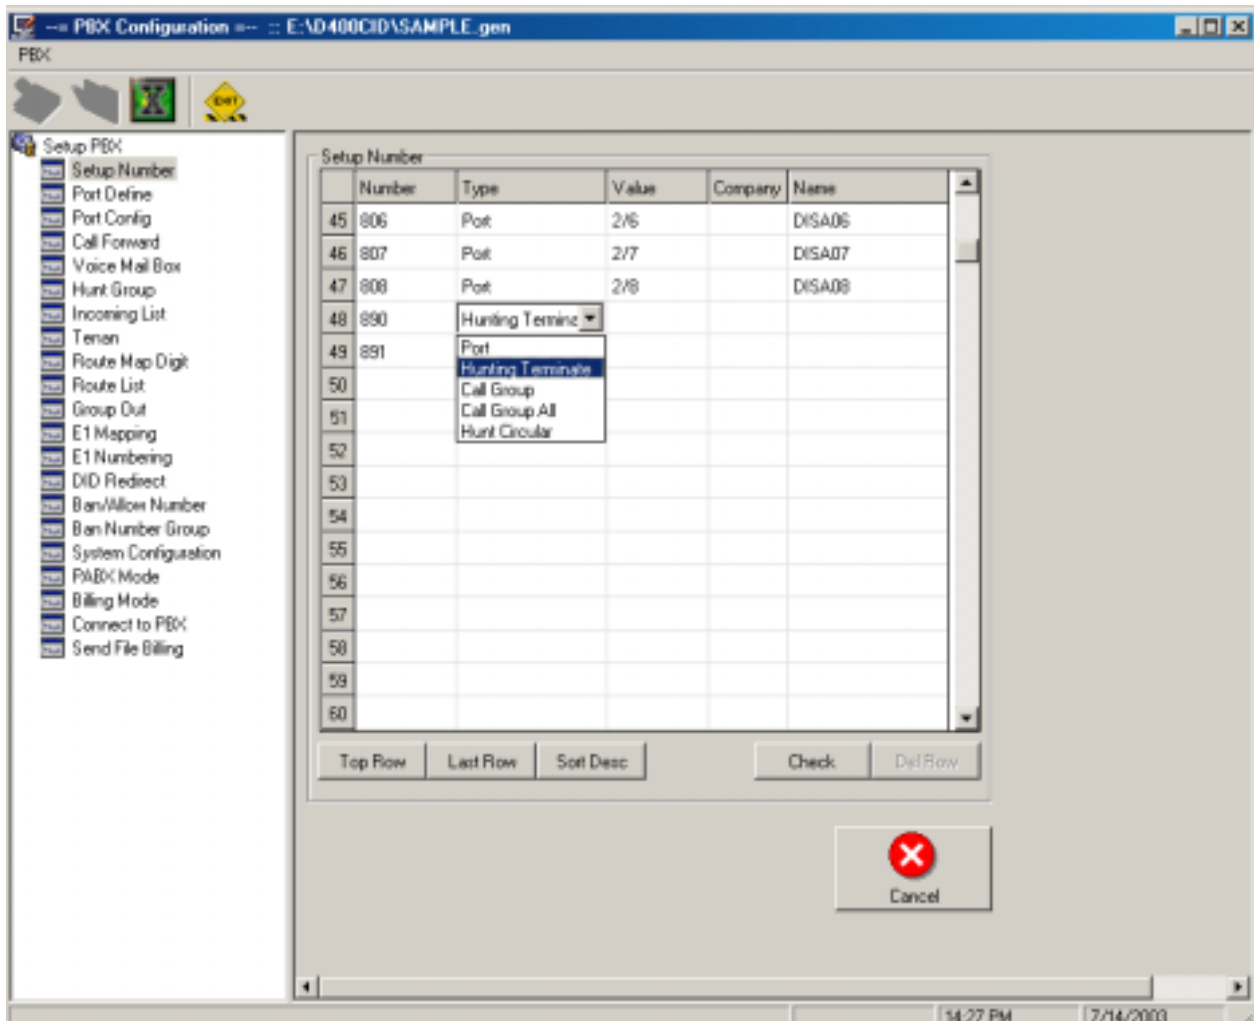 --= PBX Configuration =-- :: E:\D400CID\SAMPLE.gen
PBX
EXIT
Setup PBX
Setup Number
Port Define
Port Config
Call Forward
Voice Mail Box
Hunt Group
Incoming List
Tenan
Route Map Digit
Route List
Group Out
E1 Mapping
E1 Numbering
DID Redirect
Ban/Allow Number
Ban Number Group
System Configuration
PABX Mode
Billing Mode
Connect to PBX
Send File Billing
Setup Number
Number Type Value Company Name
45 806 Port 2/6 DISA06
46 807 Port 2/7 DISA07
47 808 Port 2/8 DISA08
48 890 Hunting Termina
49 891
Port
Hunting Terminate
Call Group
Call Group All
Hunt Circular
50
51
52
53
54
55
56
57
58
59
60
Top Row Last Row Sort Desc Check Del Row
Cancel
14:27 PM 7/14/2003